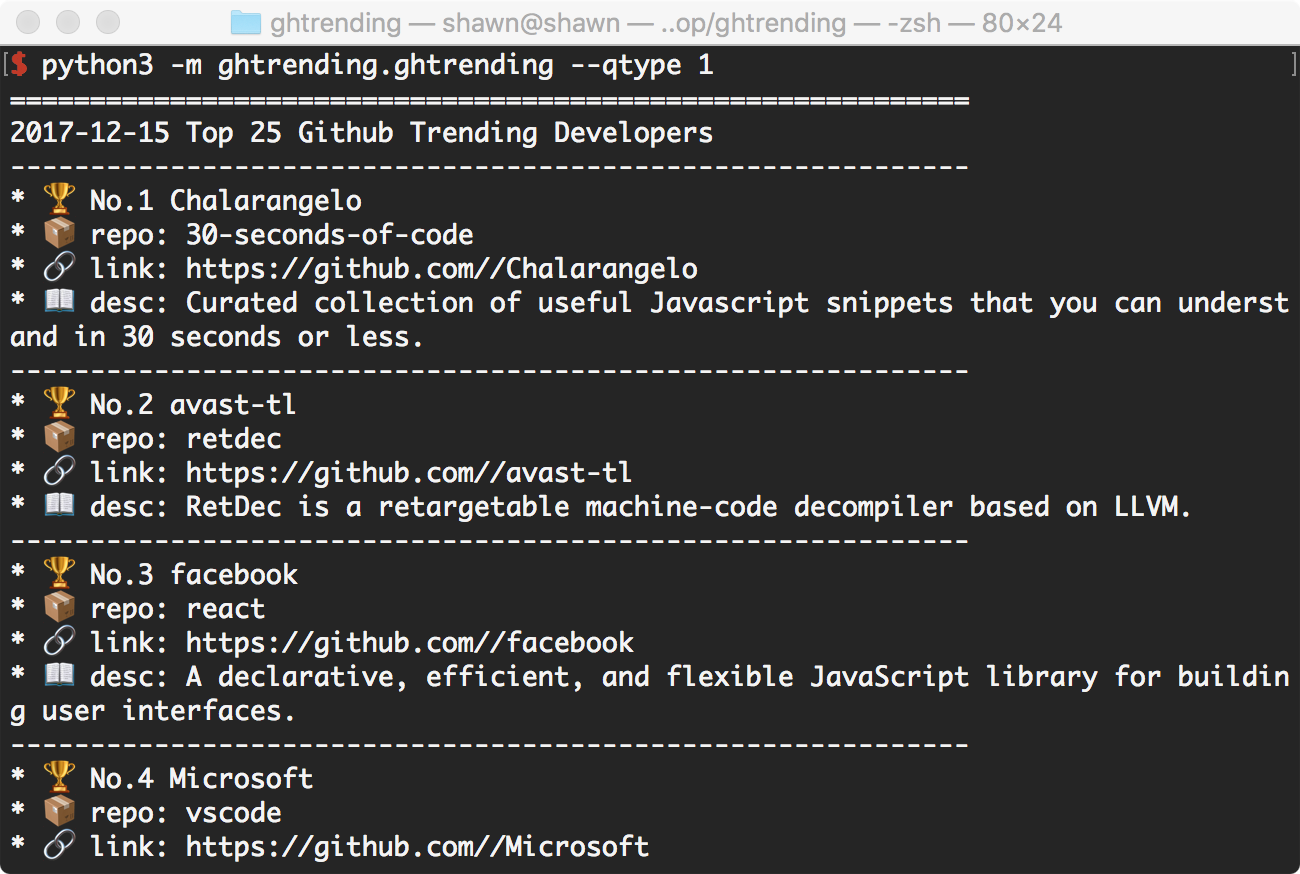 ghtrending — shawn@shawn — ..op/ghtrending — -zsh — 80×24
[$ python3 -m ghtrending.ghtrending --qtype 1 ]
============================================================
2017-12-15 Top 25 Github Trending Developers
------------------------------------------------------------
* 🏆 No.1 Chalarangelo
* 📦 repo: 30-seconds-of-code
* 🔗 link: https://github.com//Chalarangelo
* 📖 desc: Curated collection of useful Javascript snippets that you can underst
and in 30 seconds or less.
------------------------------------------------------------
* 🏆 No.2 avast-tl
* 📦 repo: retdec
* 🔗 link: https://github.com//avast-tl
* 📖 desc: RetDec is a retargetable machine-code decompiler based on LLVM.
------------------------------------------------------------
* 🏆 No.3 facebook
* 📦 repo: react
* 🔗 link: https://github.com//facebook
* 📖 desc: A declarative, efficient, and flexible JavaScript library for buildin
g user interfaces.
------------------------------------------------------------
* 🏆 No.4 Microsoft
* 📦 repo: vscode
* 🔗 link: https://github.com//Microsoft